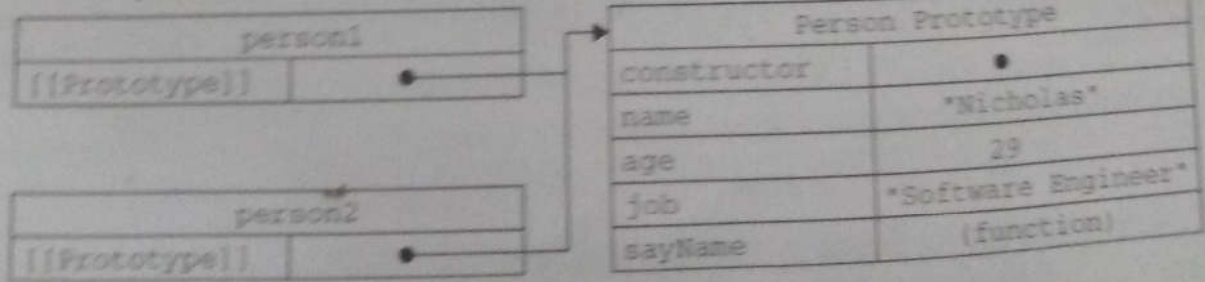 person1
[[Prototype]]
person2
[[Prototype]]
Person Prototype
constructor
name "Nicholas"
age 29
job "Software Engineer"
sayName (function)